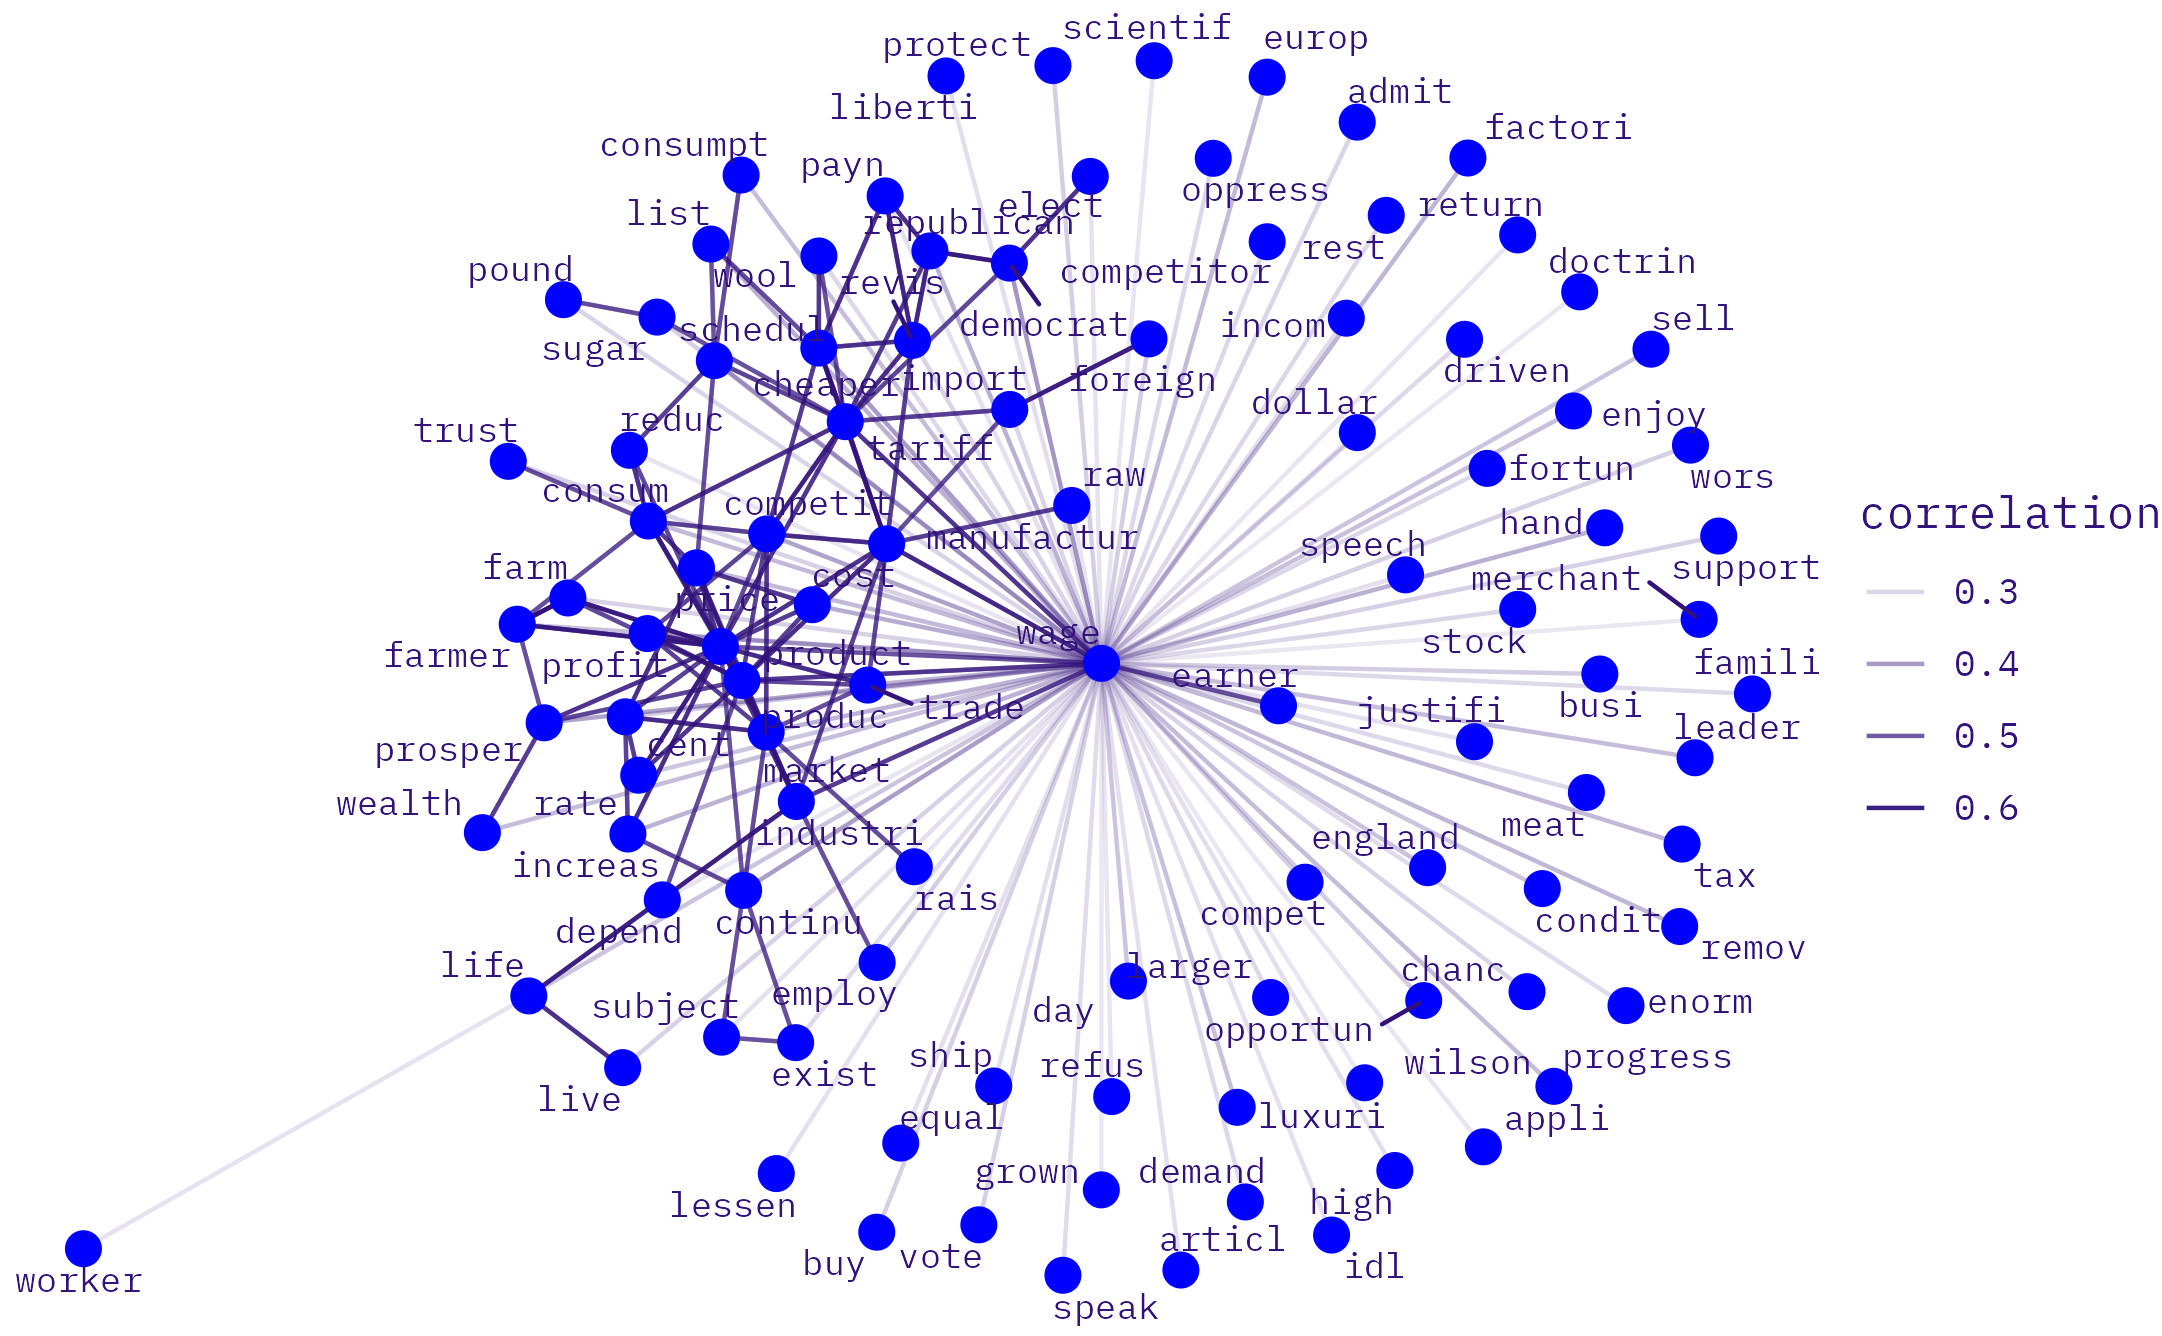 scientif
protect
europ
admit
liberti
factori
consumpt
payn
oppress
elect
return
list
republican
rest
doctrin
pound
wool
revis
competitor
sell
schedul
democrat
incom
sugar
cheaper
import
foreign
driven
dollar
enjoy
trust
reduc
tariff
raw
fortun
wors
consum
competit
hand
manufactur
speech
farm
cost
merchant
support
price
wage
stock
farmer
profit
product
earner
famili
produc
trade
justifi
busi
leader
prosper
cent
market
wealth
rate
industri
england
meat
increas
rais
compet
tax
depend
continu
condit
remov
life
larger
chanc
employ
subject
day
opportun
enorm
exist
ship
refus
wilson
progress
live
equal
luxuri
appli
lessen
grown
demand
high
buy
vote
articl
idl
worker
speak
correlation
0.3
0.4
0.5
0.6